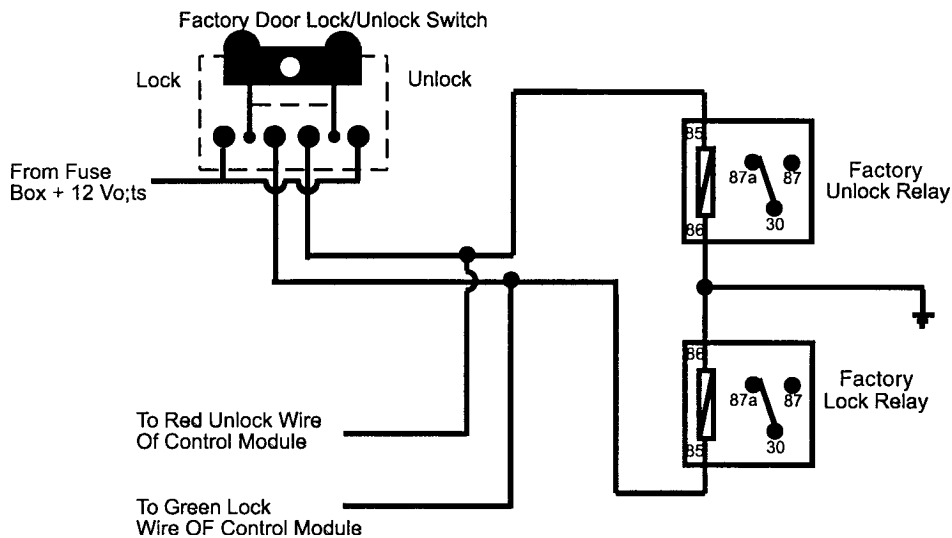 Factory Door Lock/Unlock Switch
Lock
Unlock
From Fuse
Box + 12 Vo;ts
85
87a
87
30
86
Factory
Unlock Relay
86
87a
87
30
85
Factory
Lock Relay
To Red Unlock Wire
Of Control Module
To Green Lock
Wire OF Control Module